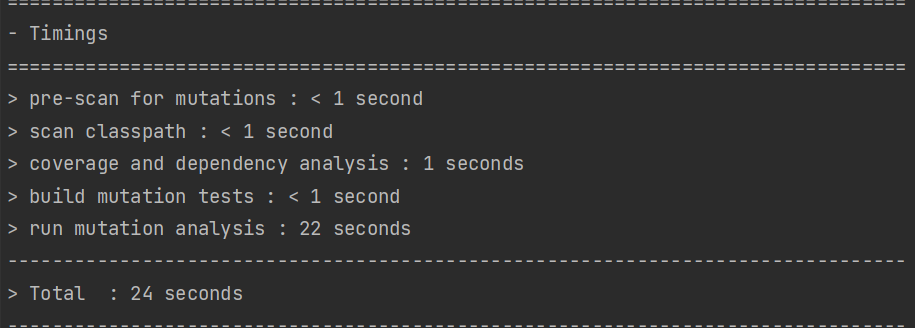 ================================================================================
- Timings
================================================================================
> pre-scan for mutations : < 1 second
> scan classpath : < 1 second
> coverage and dependency analysis : 1 seconds
> build mutation tests : < 1 second
> run mutation analysis : 22 seconds
--------------------------------------------------------------------------------
> Total  : 24 seconds
--------------------------------------------------------------------------------